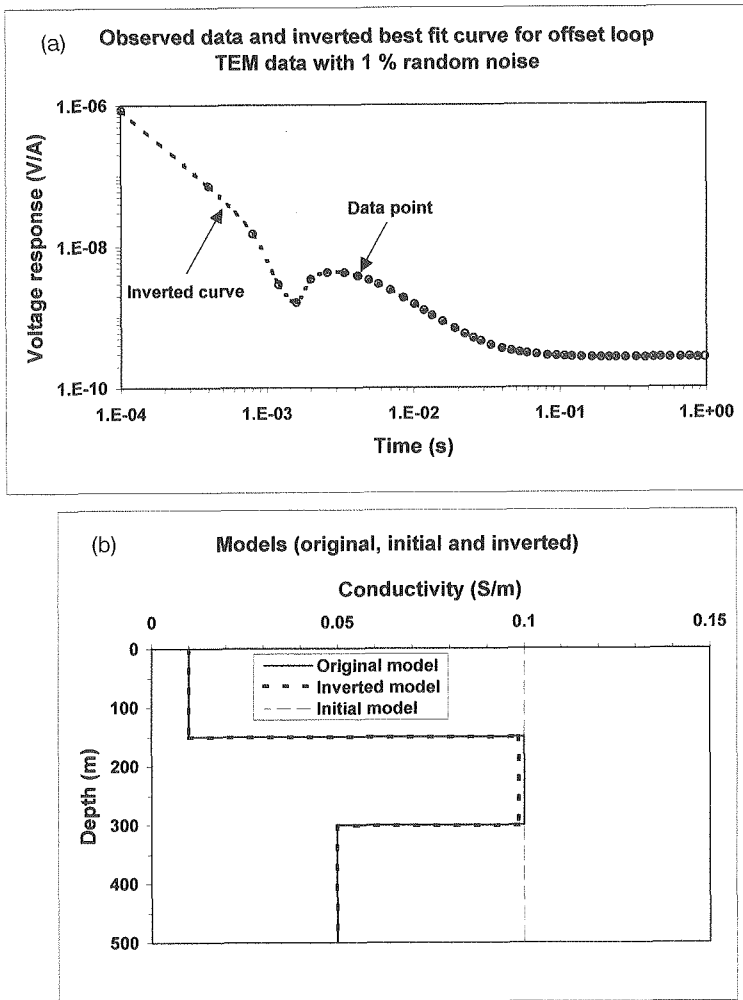 (a) Observed data and inverted best fit curve for offset loop
TEM data with 1 % random noise
Voltage response (V/A)
1.E-06
1.E-08
1.E-10
Data point
Inverted curve
1.E-04 1.E-03 1.E-02 1.E-01 1.E+00
Time (s)
(b) Models (original, initial and inverted)
Conductivity (S/m)
0 0.05 0.1 0.15
Depth (m)
0
100
200
300
400
500
Original model
Inverted model
Initial model